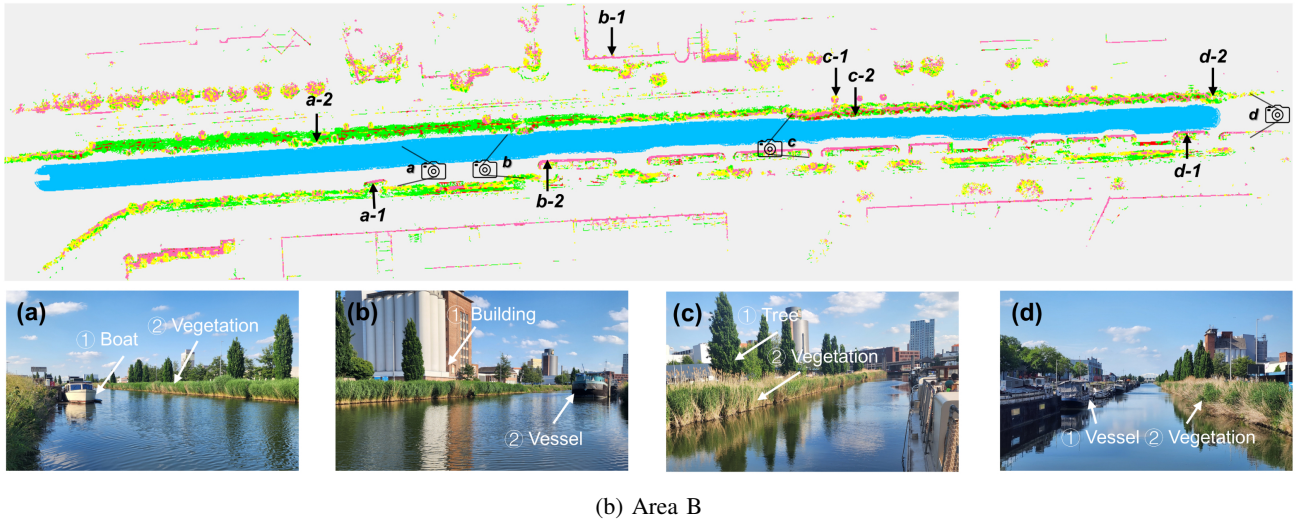 b-1
c-1
c-2
d-2
a-2
d
b
c
a
a-1
b-2
d-1
(a)
① Boat
② Vegetation
(b)
① Building
② Vessel
(c)
① Tree
② Vegetation
(d)
① Vessel ② Vegetation
(b) Area B